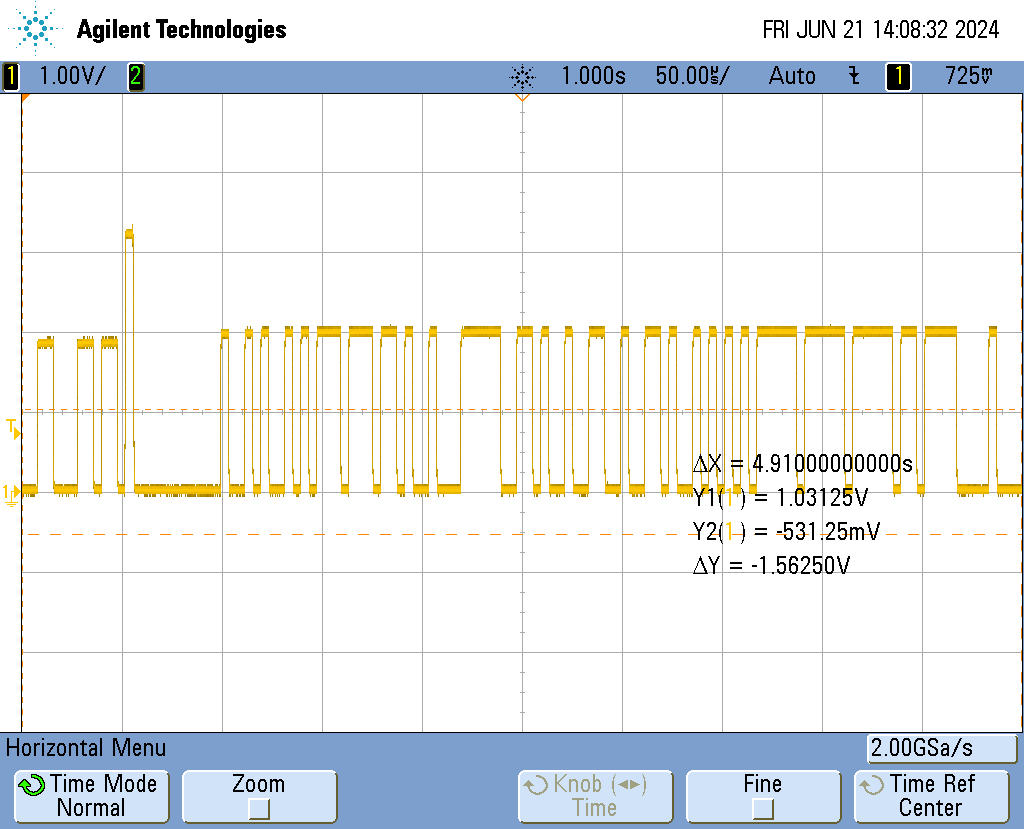 Agilent Technologies
FRI JUN 21 14:08:32 2024
1 1.00V/ 2 1.000s 50.00µs/ Auto 1 725mV
T
1
ΔX = 4.91000000000s
Y1(1) = 1.03125V
Y2(1) = -531.25mV
ΔY = -1.56250V
Horizontal Menu
2.00GSa/s
Time Mode
Normal
Zoom
Knob (◄►)
Time
Fine
Time Ref
Center